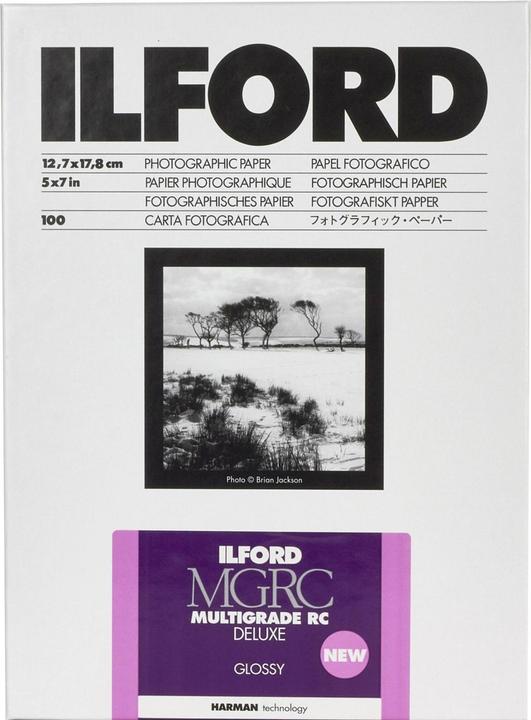 ILFORD
12,7x17,8 cm PHOTOGRAPHIC PAPER PAPEL FOTOGRAFICO
5x7 in PAPIER PHOTOGRAPHIQUE FOTOGRAFISCH PAPIER
FOTOGRAFISCHES PAPIER FOTOGRAFISKT PAPPER
100 CARTA FOTOGRAFICA フォトグラフィック・ペーパー
Photo © Brian Jackson
ILFORD
MGRC
MULTIGRADE RC
DELUXE
NEW
GLOSSY
HARMAN technology